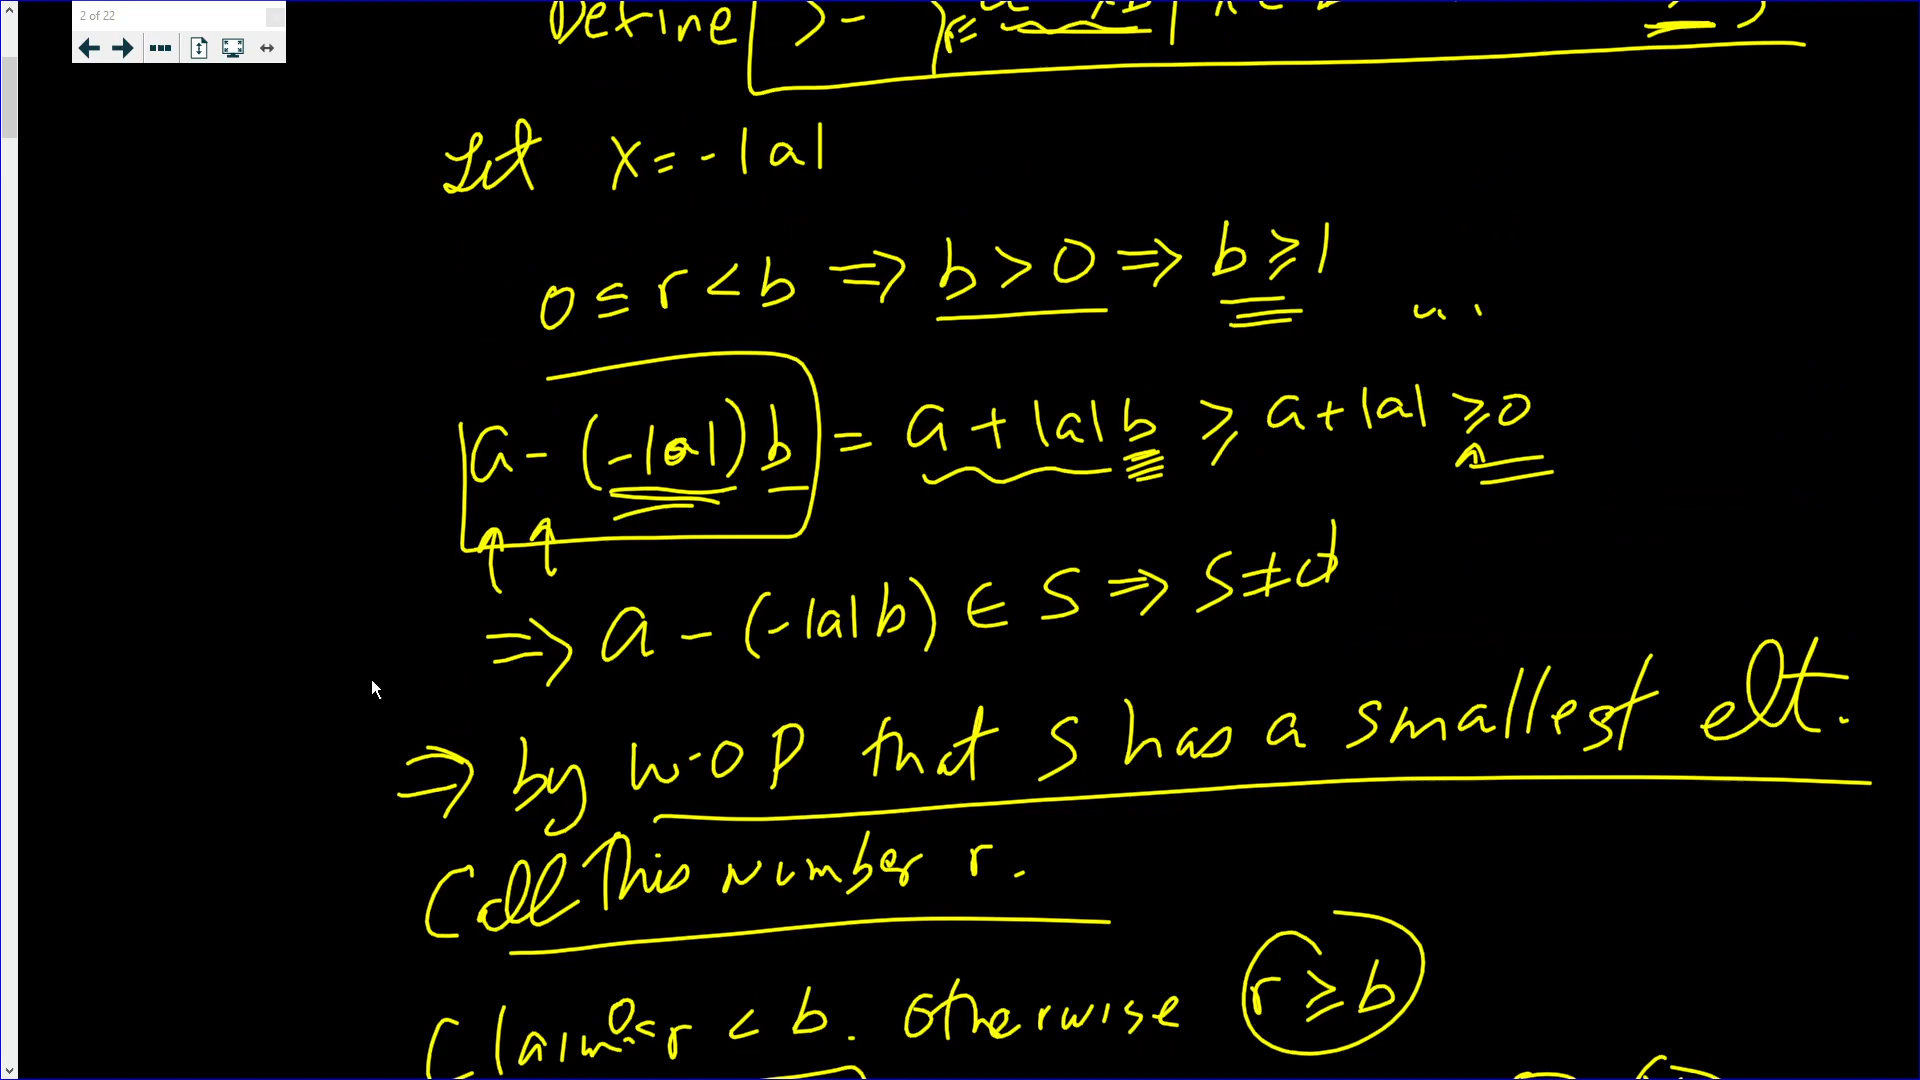 2 of 22
Define S =
Let x = -|a|
0 ≤ r < b => b > 0 => b ≥ 1
a - (-|a|) b = a + |a| b ≥ a + |a| ≥ 0
=> a - (-|a| b) ∈ S => S ≠ ϕ
=> by W.O P that S has a smallest elt.
Call This number r.
Claim 0 ≤ r < b. Otherwise r ≥ b